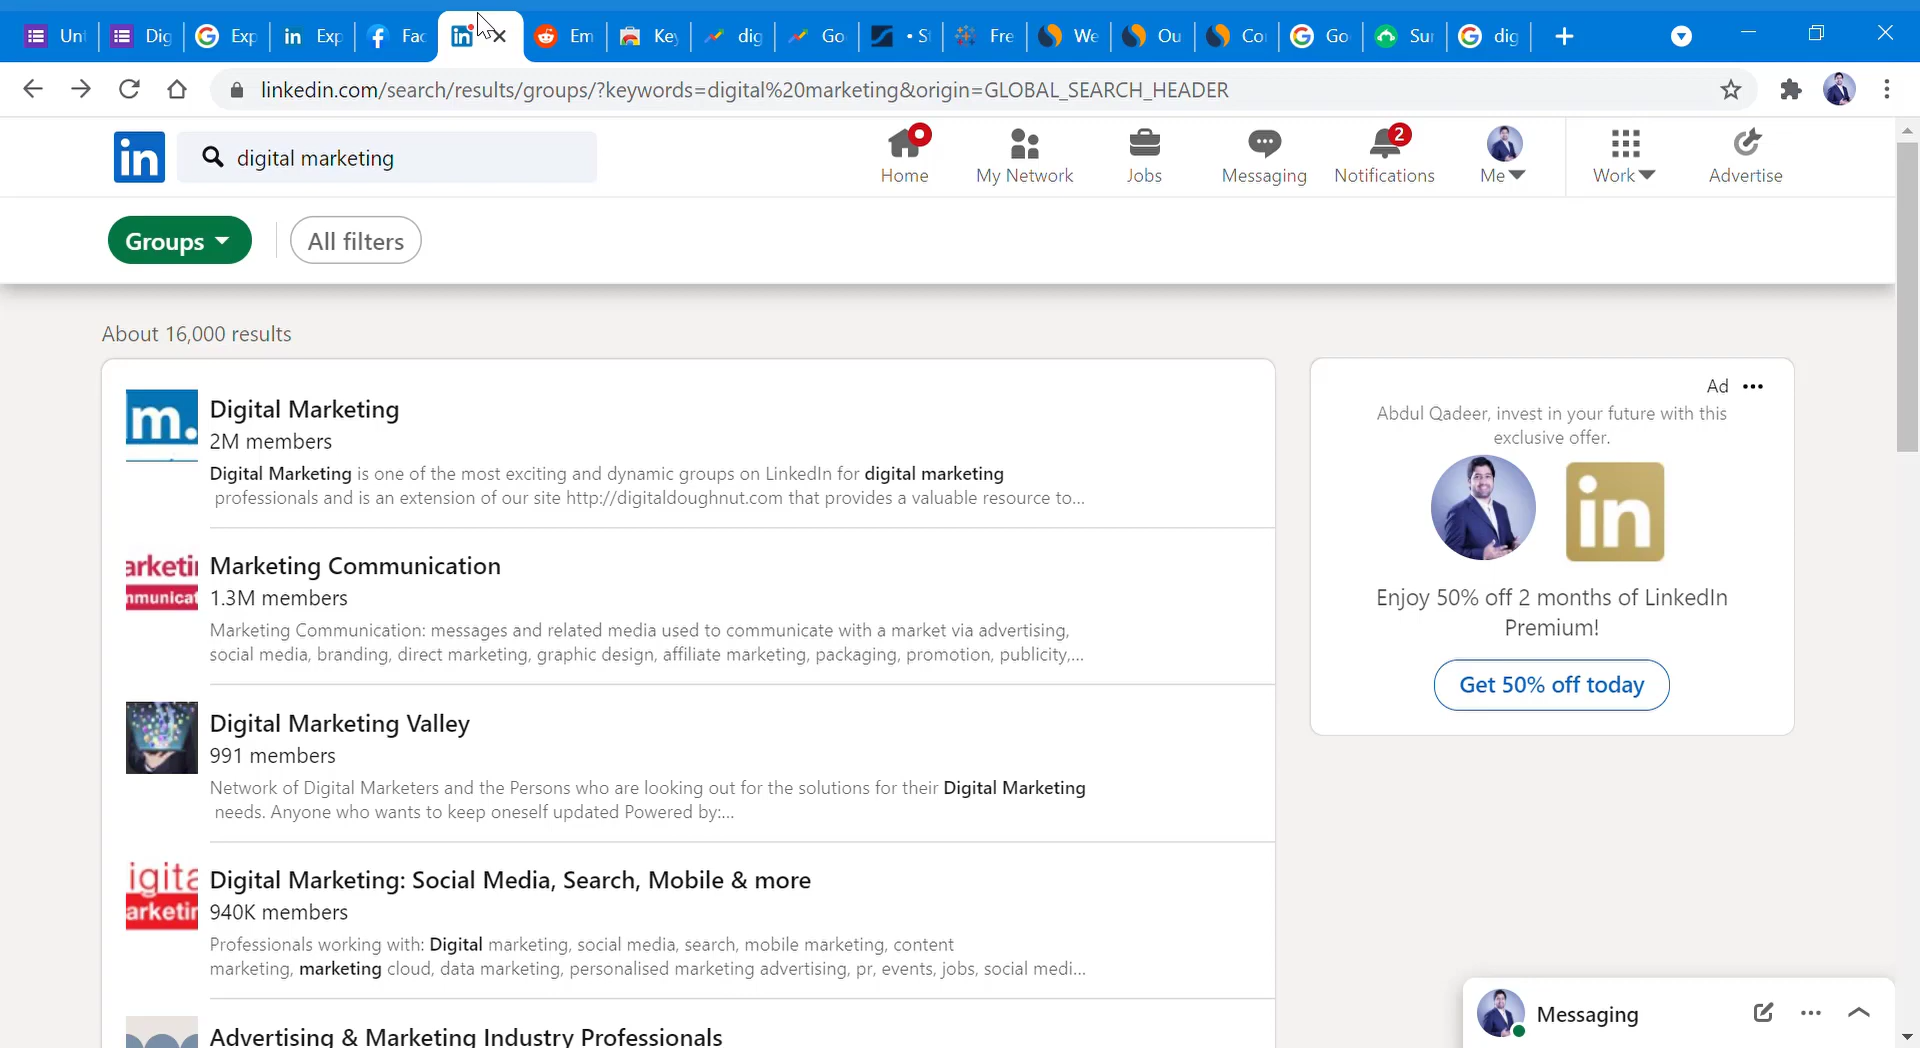 Unt
Dig
Exp
Exp
Fac
Em
Key
dig
Go
• St
Fre
We
Ou
Co
Go
Sur
dig
linkedin.com/search/results/groups/?keywords=digital%20marketing&origin=GLOBAL_SEARCH_HEADER
in
digital marketing
Home
My Network
Jobs
Messaging
2
Notifications
Me
Work
Advertise
Groups
All filters
About 16,000 results
m.
Digital Marketing
2M members
Digital Marketing is one of the most exciting and dynamic groups on LinkedIn for digital marketing
professionals and is an extension of our site http://digitaldoughnut.com that provides a valuable resource to...
arketi
mmunicat
Marketing Communication
1.3M members
Marketing Communication: messages and related media used to communicate with a market via advertising,
social media, branding, direct marketing, graphic design, affiliate marketing, packaging, promotion, publicity,...
Digital Marketing Valley
991 members
Network of Digital Marketers and the Persons who are looking out for the solutions for their Digital Marketing
needs. Anyone who wants to keep oneself updated Powered by:...
igita
arketin
Digital Marketing: Social Media, Search, Mobile & more
940K members
Professionals working with: Digital marketing, social media, search, mobile marketing, content
marketing, marketing cloud, data marketing, personalised marketing advertising, pr, events, jobs, social medi...
Advertising & Marketing Industry Professionals
Ad
Abdul Qadeer, invest in your future with this
exclusive offer.
in
Enjoy 50% off 2 months of LinkedIn
Premium!
Get 50% off today
Messaging